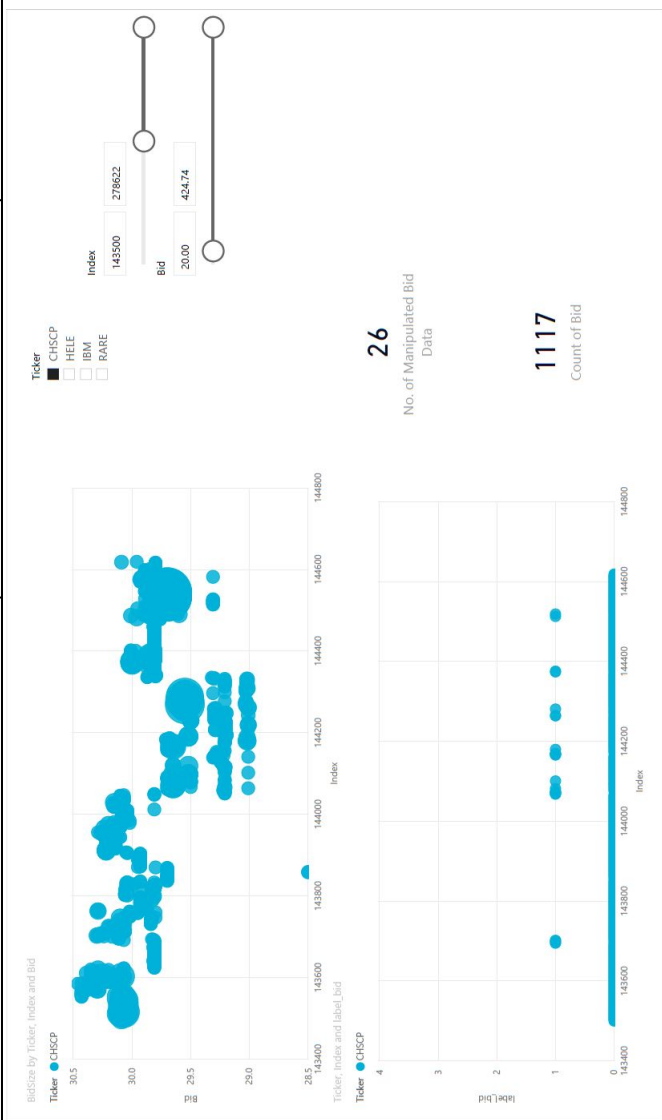 BidSize by Ticker, Index and Bid
Ticker CHSCP
30.5
30.0
29.5
29.0
28.5
Bid
143400
143600
143800
144000
144200
144400
144600
144800
Index
Ticker
CHSCP
HELE
IBM
RARE
Index
143500
278622
Bid
20.00
424.74
Ticker, Index and label_bid
Ticker CHSCP
4
3
2
1
0
label_bid
143400
143600
143800
144000
144200
144400
144600
144800
Index
26
No. of Manipulated Bid
Data
1117
Count of Bid